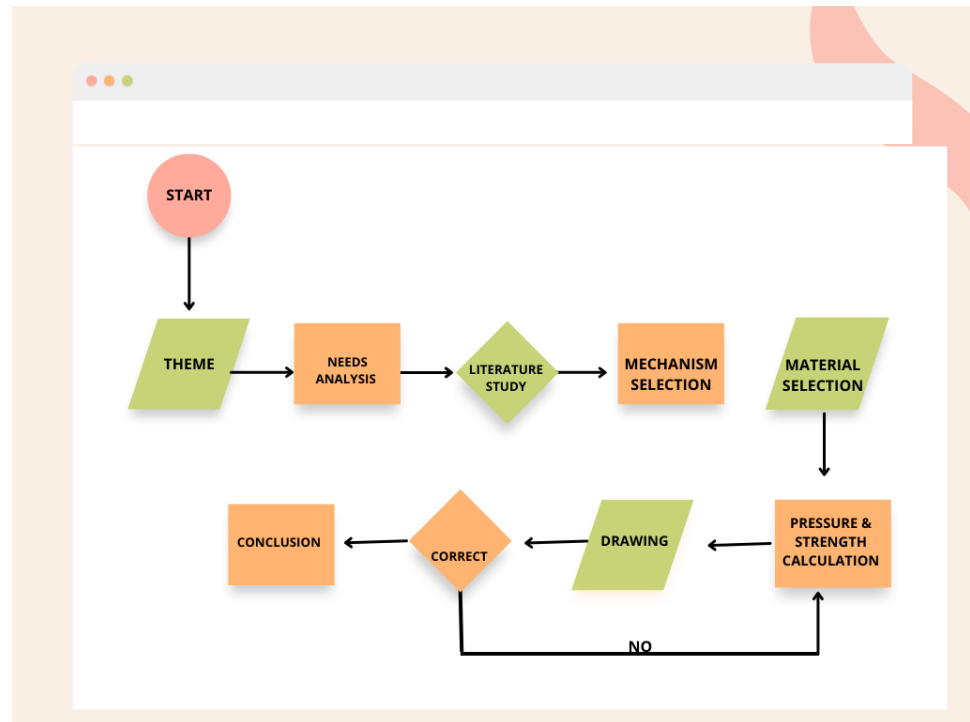 START
THEME
NEEDS
ANALYSIS
LITERATURE
STUDY
MECHANISM
SELECTION
MATERIAL
SELECTION
PRESSURE &
STRENGTH
CALCULATION
DRAWING
CORRECT
CONCLUSION
NO